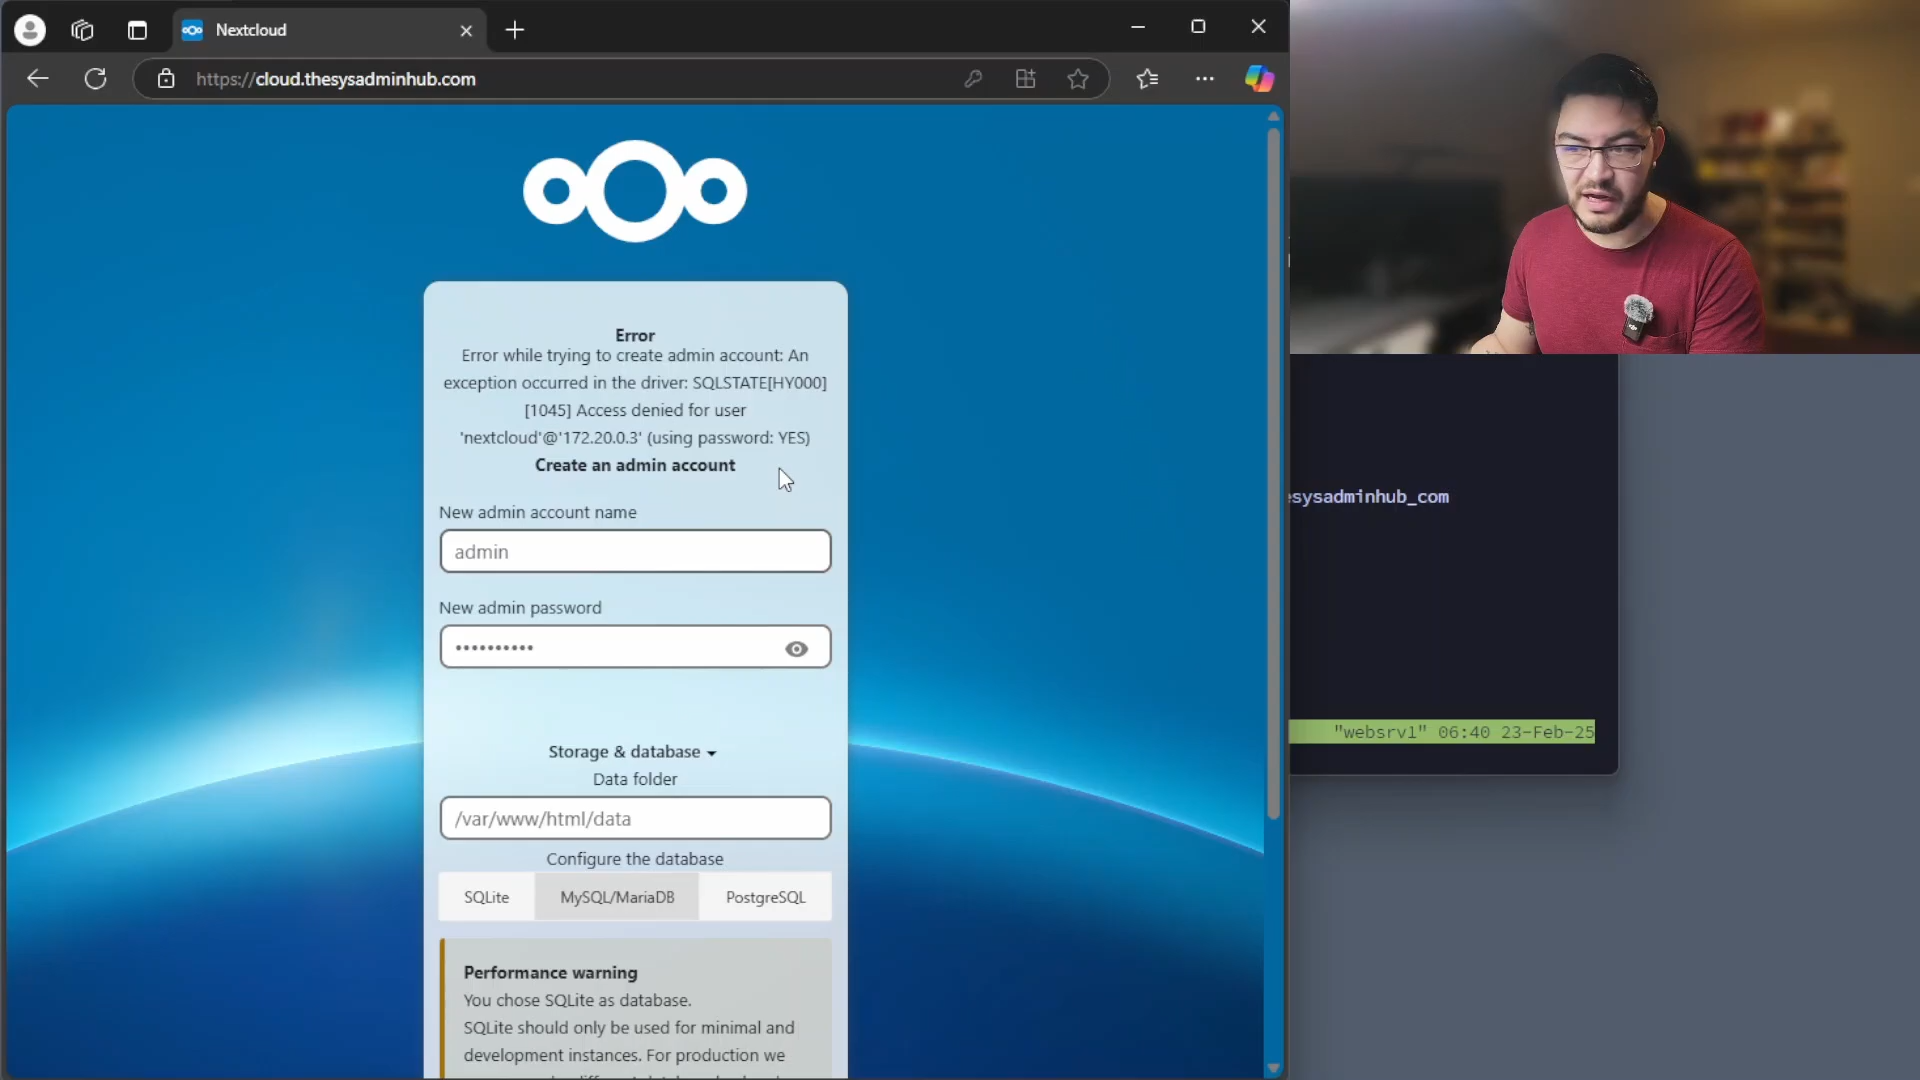 Nextcloud
https://cloud.thesysadminhub.com
Error
Error while trying to create admin account: An
exception occurred in the driver: SQLSTATE[HY000]
[1045] Access denied for user
'nextcloud'@'172.20.0.3' (using password: YES)
Create an admin account
New admin account name
admin
New admin password
••••••••••
Storage & database
Data folder
/var/www/html/data
Configure the database
SQLite MySQL/MariaDB PostgreSQL
Performance warning
You chose SQLite as database.
SQLite should only be used for minimal and
development instances. For production we
sysadminhub_com
"websrv1" 06:40 23-Feb-25